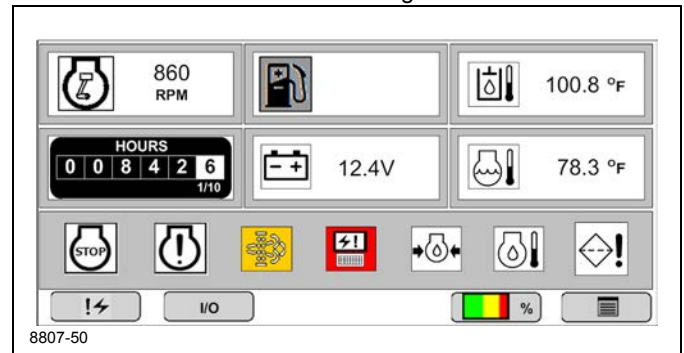 860
RPM
100.8 °F
HOURS
0 0 8 4 2 6
1/10
12.4V
78.3 °F
STOP
!
!
!
I/O
%
8807-50